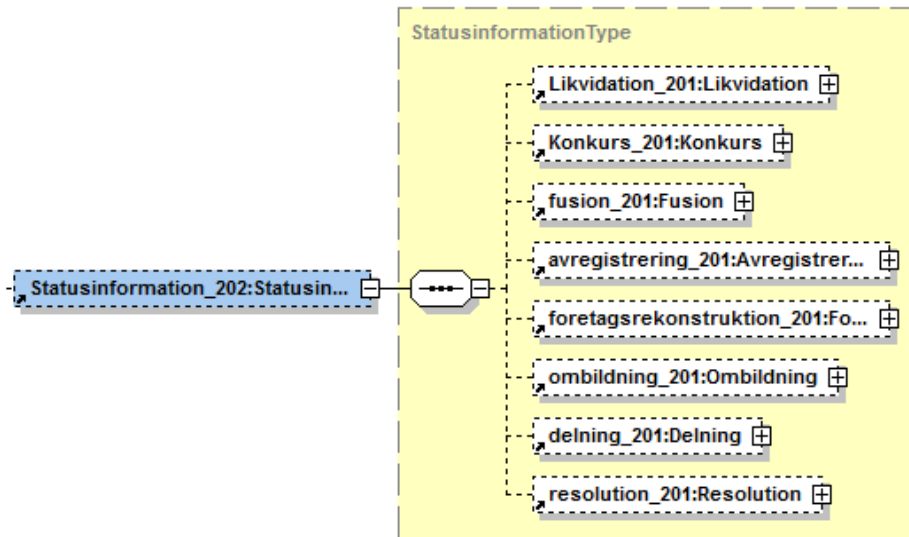 StatusinformationType
Likvidation_201:Likvidation
Konkurs_201:Konkurs
fusion_201:Fusion
avregistrering_201:Avregistrer...
Statusinformation_202:Statusin...
foretagsrekonstruktion_201:Fo...
ombildning_201:Ombildning
delning_201:Delning
resolution_201:Resolution